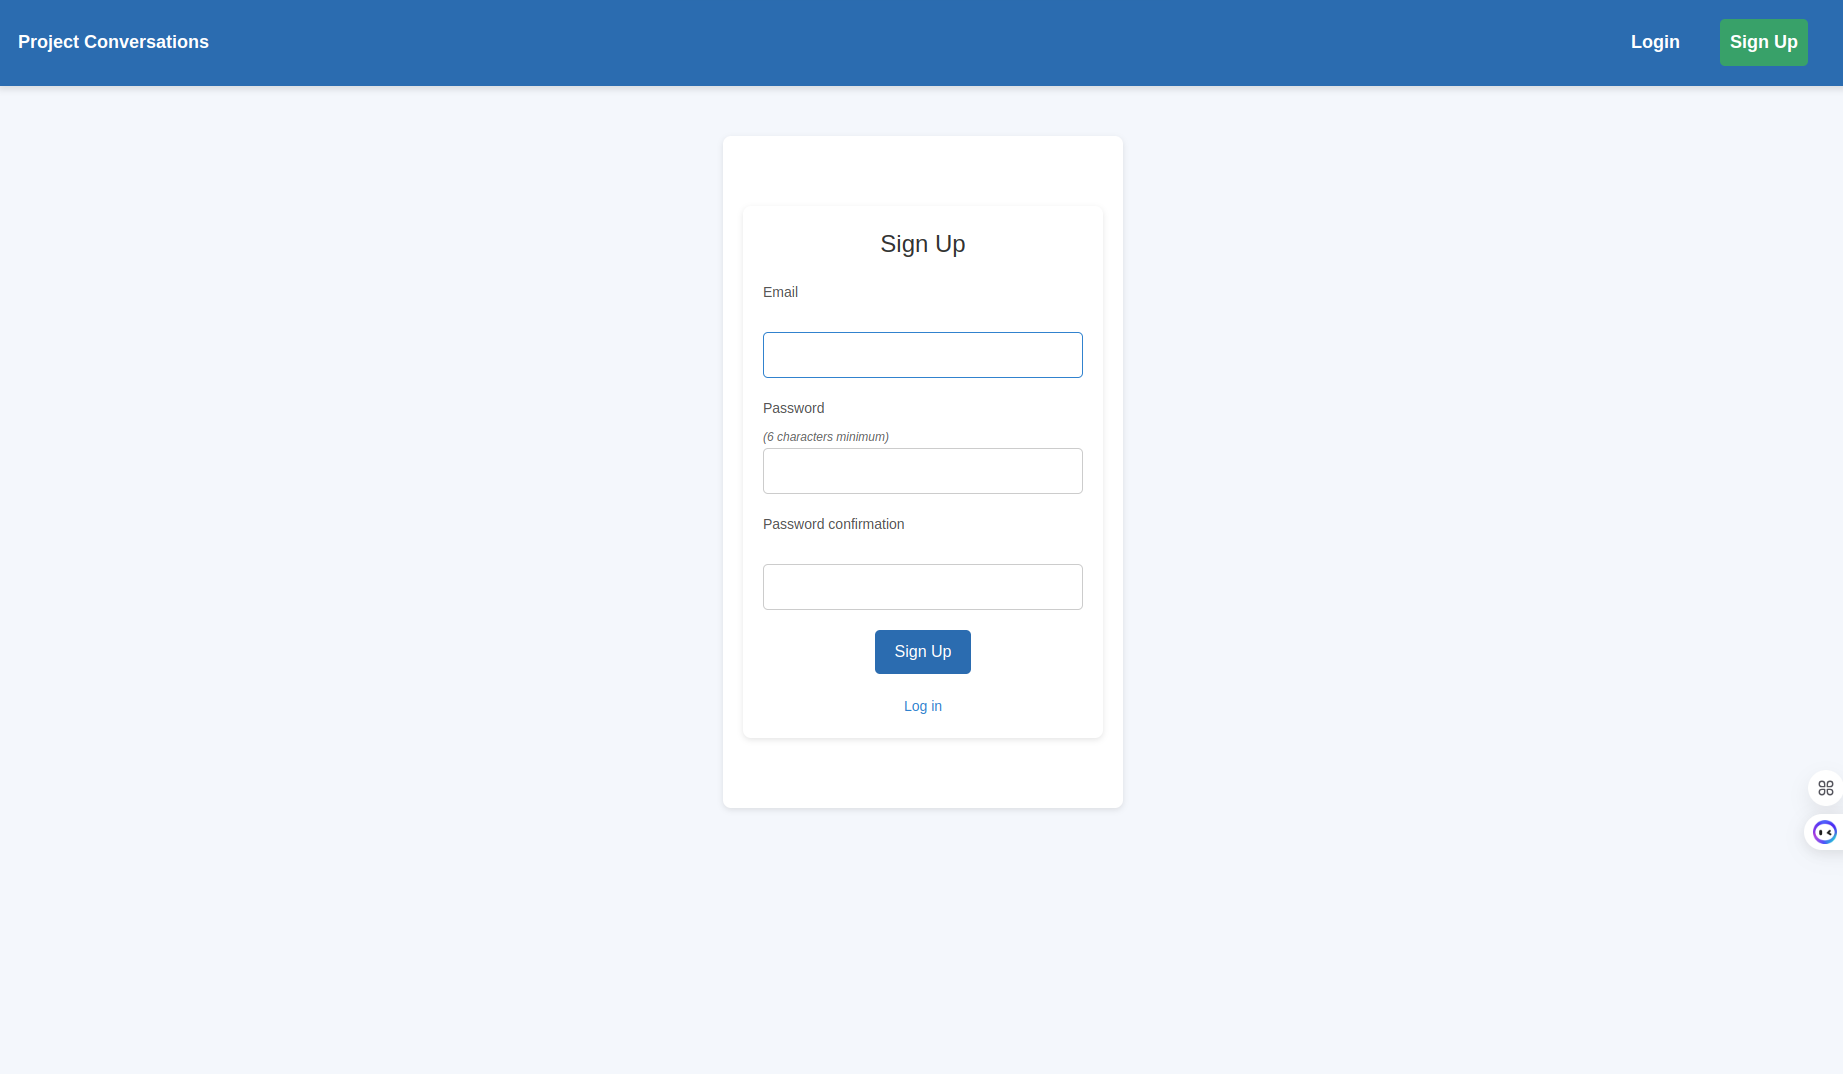 Project Conversations
Login
Sign Up
Sign Up
Email
Password
(6 characters minimum)
Password confirmation
Sign Up
Log in